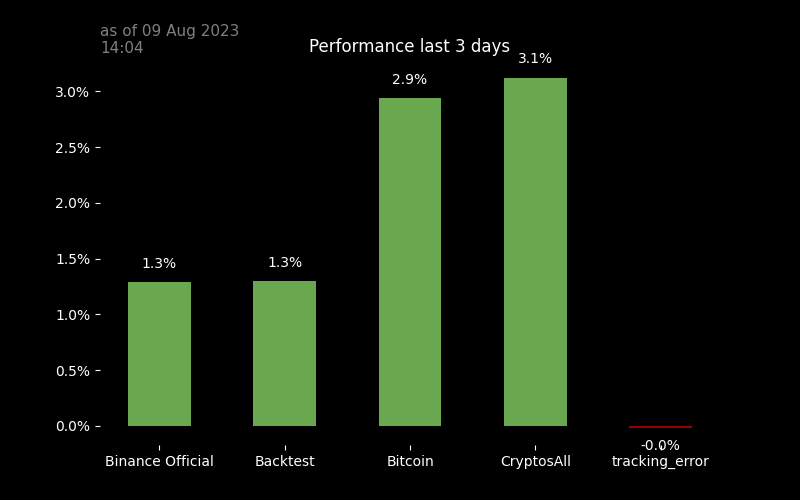 as of 09 Aug 2023
14:04
Performance last 3 days
3.1%
2.9%
3.0%
2.5%
2.0%
1.5%
1.3%
1.3%
1.0%
0.5%
0.0%
-0.0%
Binance Official
Backtest
Bitcoin
CryptosAll
tracking_error